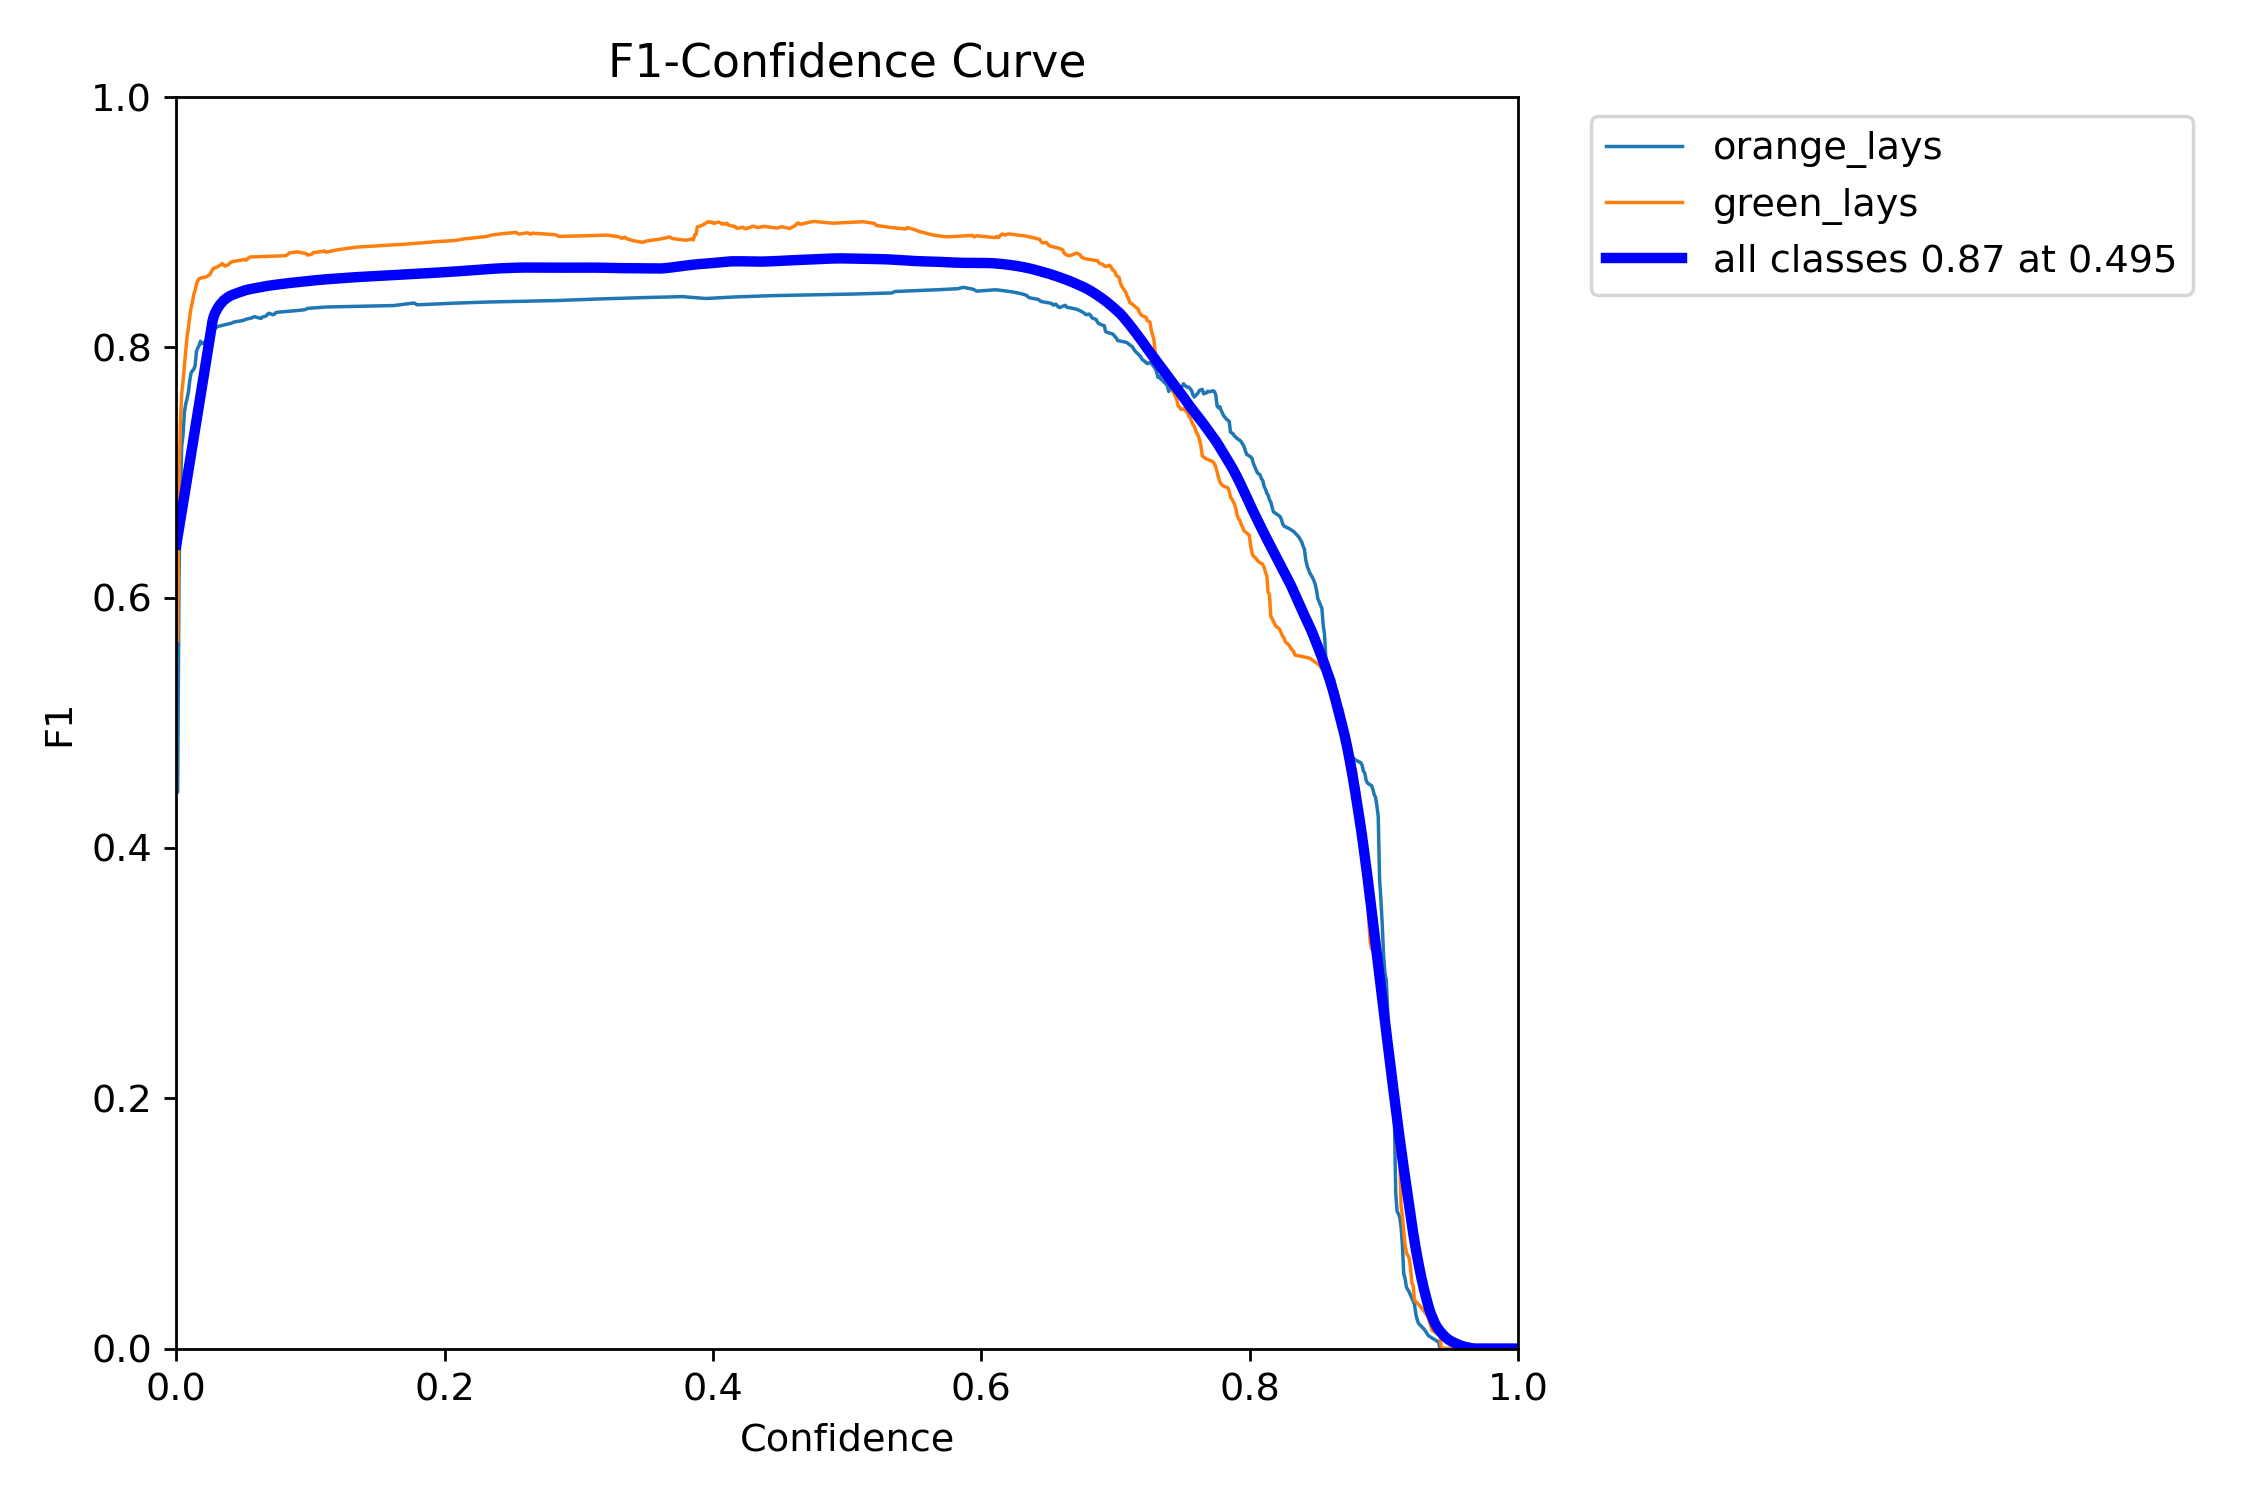 F1-Confidence Curve
orange_lays
green_lays
all classes 0.87 at 0.495
F1
1.0
0.8
0.6
0.4
0.2
0.0
0.0 0.2 0.4 0.6 0.8 1.0
Confidence